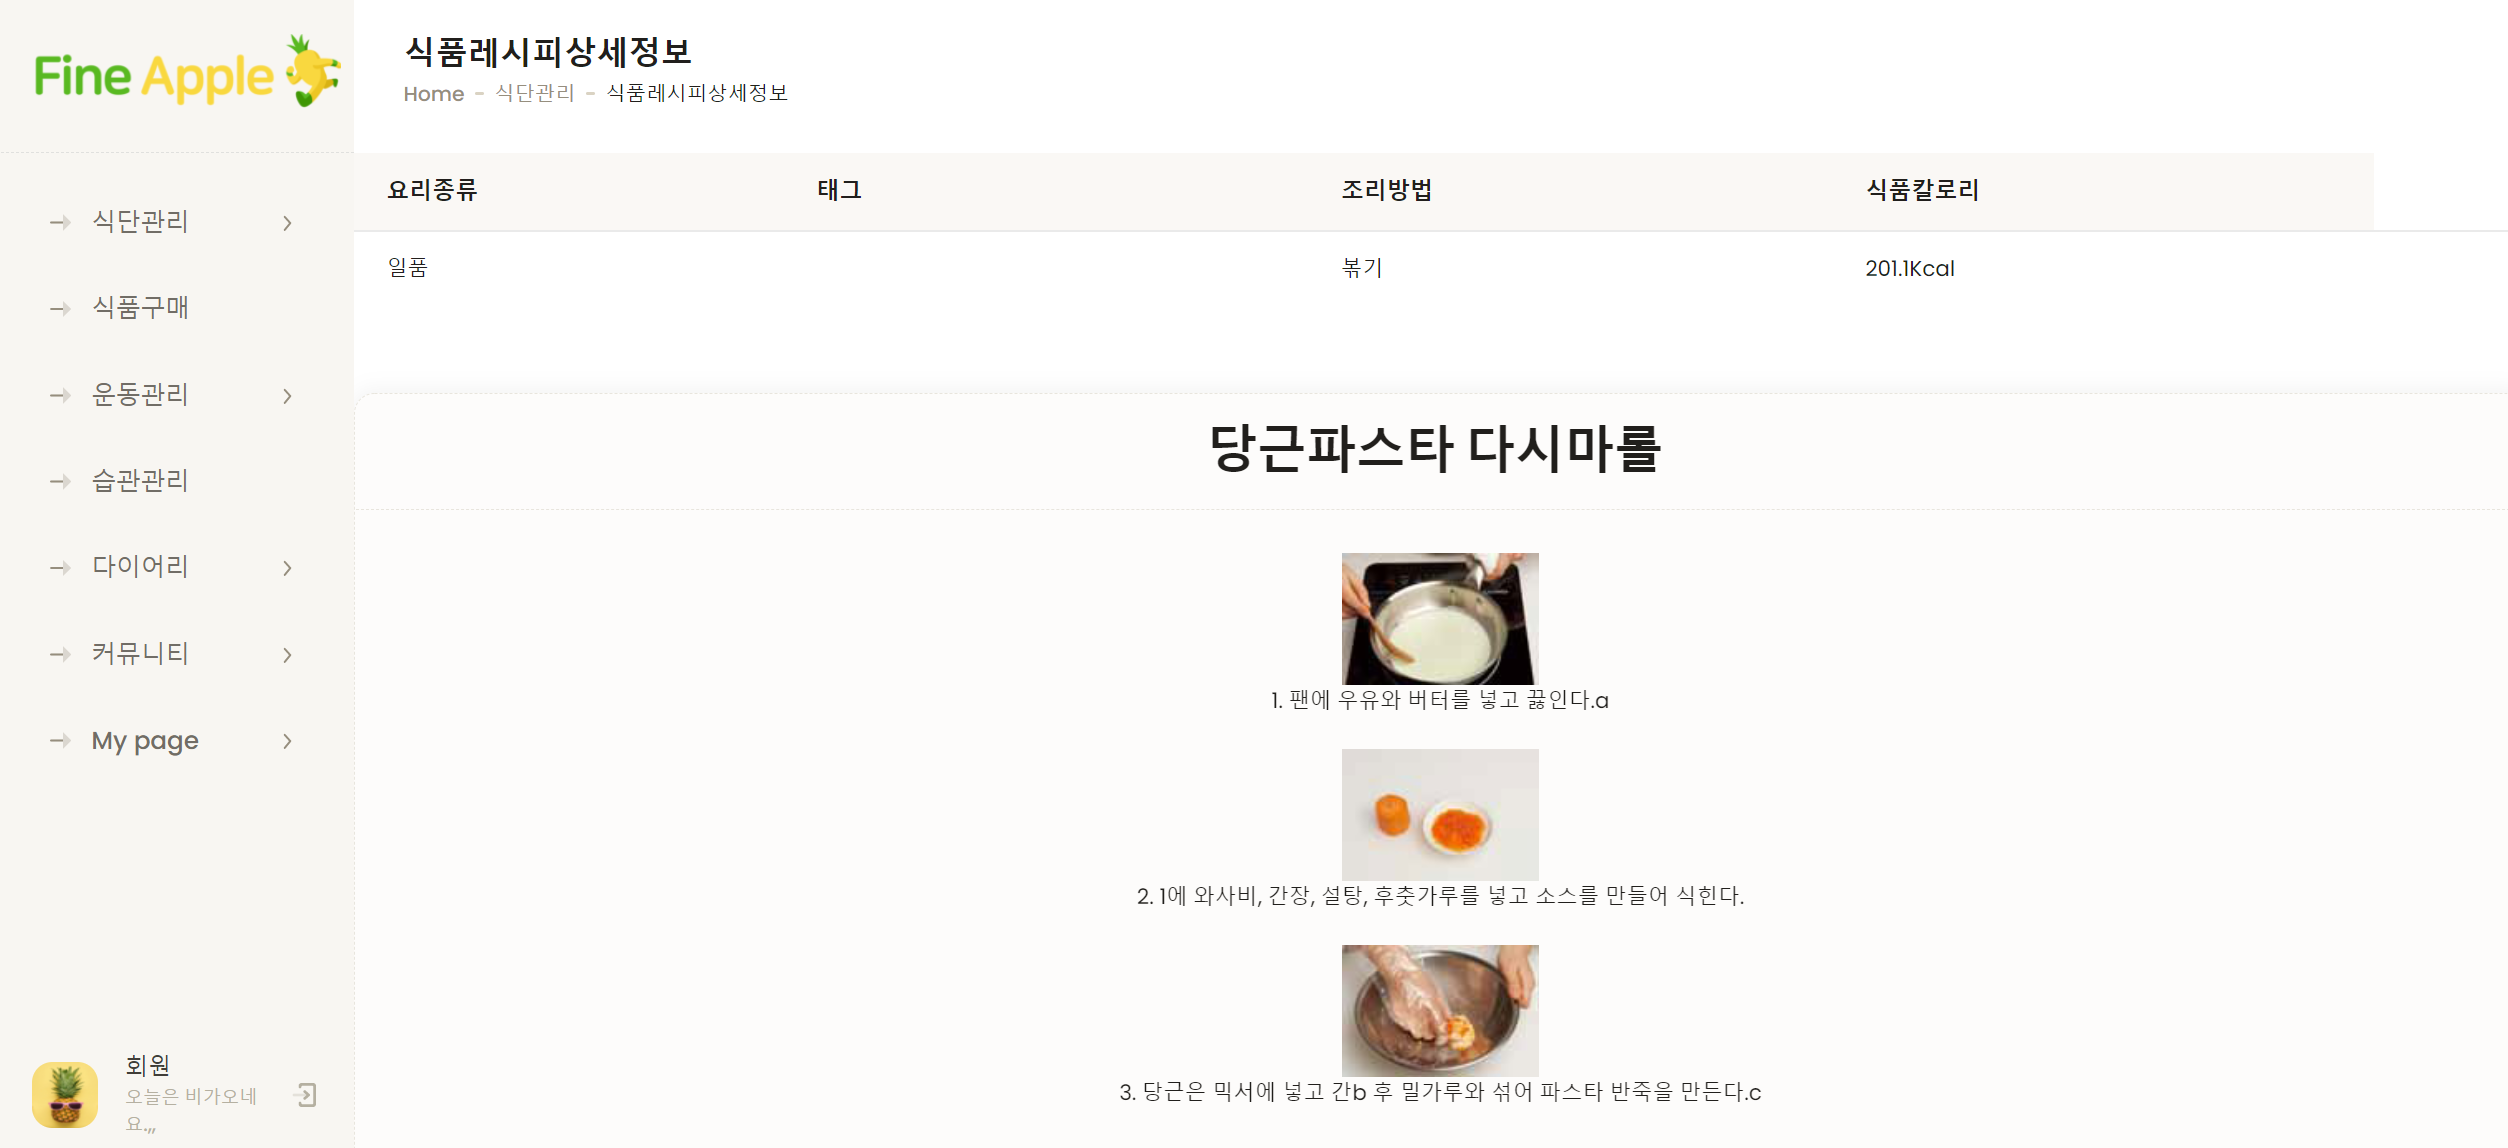 Fine Apple
식품레시피상세정보
Home - 식단관리 - 식품레시피상세정보
식단관리
식품구매
운동관리
습관관리
다이어리
커뮤니티
My page
회원
오늘은 비가오네
요.,,
요리종류 태그 조리방법 식품칼로리
일품 볶기 201.1Kcal
당근파스타 다시마롤
1. 팬에 우유와 버터를 넣고 끓인다.a
2. 1에 와사비, 간장, 설탕, 후춧가루를 넣고 소스를 만들어 식힌다.
3. 당근은 믹서에 넣고 간b 후 밀가루와 섞어 파스타 반죽을 만든다.c